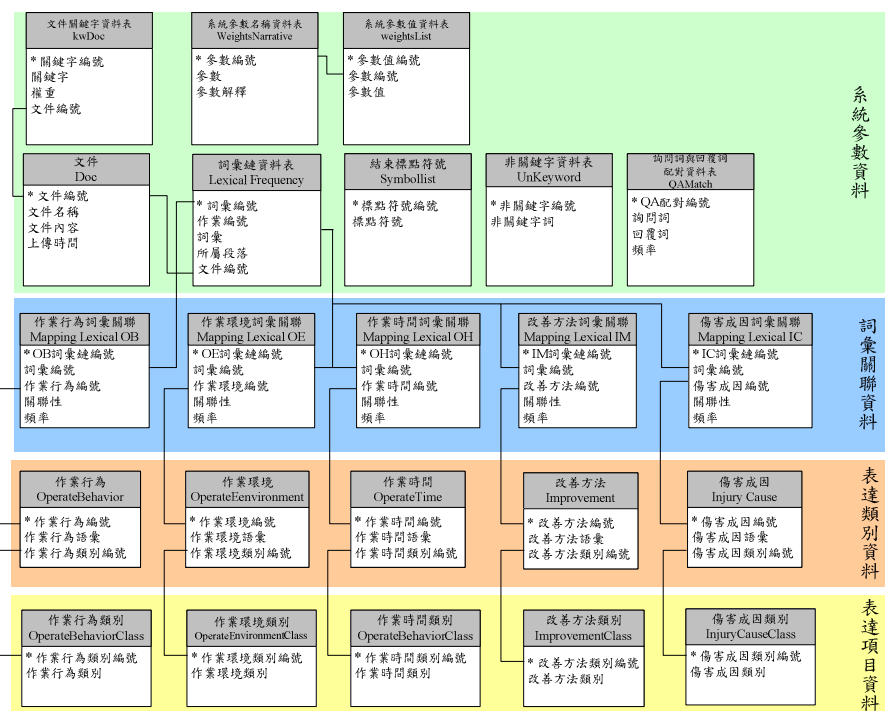 文件關鍵字資料表
kwDoc
* 關鍵字編號
關鍵字
權重
文件編號
系統參數名稱資料表
WeightsNarrative
* 參數編號
參數
參數解釋
系統參數值資料表
weightsList
* 參數值編號
參數編號
參數值
系統參數資料
文件
Doc
* 文件編號
文件名稱
文件內容
上傳時間
詞彙鏈資料表
Lexical Frequency
* 詞彙編號
作業編號
詞彙
所屬段落
文件編號
結束標點符號
Symbollist
*標點符號編號
標點符號
非關鍵字資料表
UnKeyword
* 非關鍵字編號
非關鍵字詞
詢問詞與回覆詞
配對資料表
QAMatch
* QA配對編號
詢問詞
回覆詞
頻率
作業行為詞彙關聯
Mapping Lexical OB
* OB詞彙鏈編號
詞彙編號
作業行為編號
關聯性
頻率
作業環境詞彙關聯
Mapping Lexical OE
* OE詞彙鏈編號
詞彙編號
作業環境編號
關聯性
頻率
作業時間詞彙關聯
Mapping Lexical OH
* OH詞彙鏈編號
詞彙編號
作業時間編號
關聯性
頻率
改善方法詞彙關聯
Mapping Lexical IM
* IM詞彙鏈編號
詞彙編號
改善方法編號
關聯性
頻率
傷害成因詞彙關聯
Mapping Lexical IC
* IC詞彙鏈編號
詞彙編號
傷害成因編號
關聯性
頻率
詞彙關聯資料
作業行為
OperateBehavior
* 作業行為編號
作業行為語彙
作業行為類別編號
作業環境
OperateEenvironment
* 作業環境編號
作業環境語彙
作業環境類別編號
作業時間
OperateTime
* 作業時間編號
作業時間語彙
作業時間類別編號
改善方法
Improvement
* 改善方法編號
改善方法語彙
改善方法類別編號
傷害成因
Injury Cause
* 傷害成因編號
傷害成因語彙
傷害成因類別編號
表達類別資料
作業行為類別
OperateBehaviorClass
* 作業行為類別編號
作業行為類別
作業環境類別
OperateEnvironmentClass
* 作業環境類別編號
作業環境類別
作業時間類別
OperateBehaviorClass
* 作業時間類別編號
作業時間類別
改善方法類別
ImprovementClass
* 改善方法類別編號
改善方法類別
傷害成因類別
InjuryCauseClass
* 傷害成因類別編號
傷害成因類別
表達項目資料